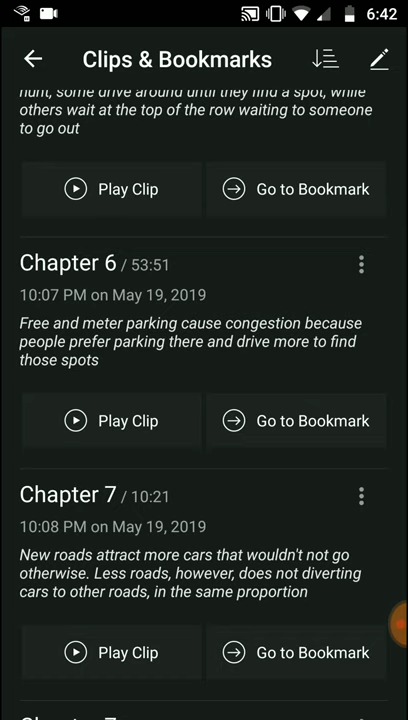 6:42
Clips & Bookmarks
hunt, some drive around until they find a spot, while
others wait at the top of the row waiting to someone
to go out
Play Clip
Go to Bookmark
Chapter 6 / 53:51
10:07 PM on May 19, 2019
Free and meter parking cause congestion because
people prefer parking there and drive more to find
those spots
Play Clip
Go to Bookmark
Chapter 7 / 10:21
10:08 PM on May 19, 2019
New roads attract more cars that wouldn't not go
otherwise. Less roads, however, does not diverting
cars to other roads, in the same proportion
Play Clip
Go to Bookmark